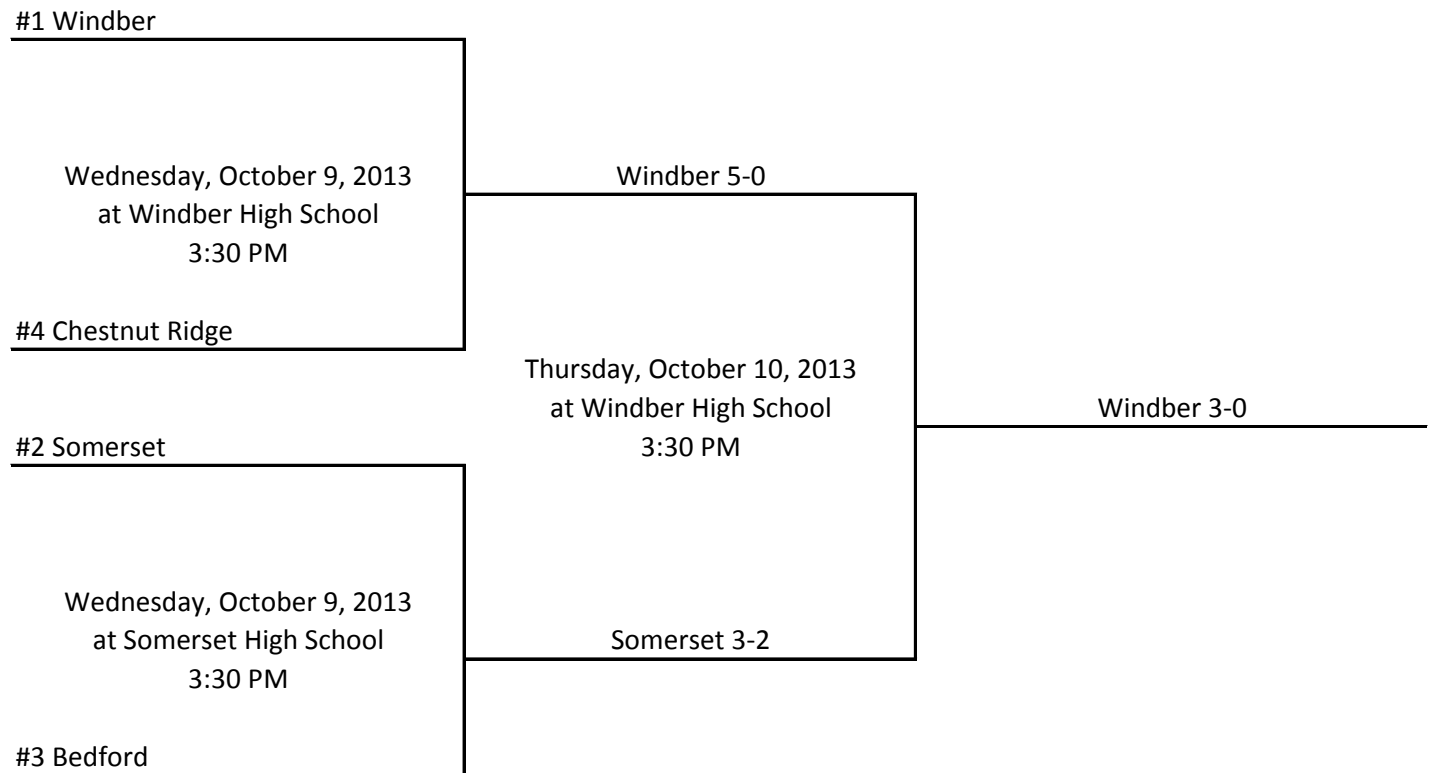 #1 Windber
Wednesday, October 9, 2013
at Windber High School
3:30 PM
Windber 5-0
#4 Chestnut Ridge
Thursday, October 10, 2013
at Windber High School
3:30 PM
Windber 3-0
#2 Somerset
Wednesday, October 9, 2013
at Somerset High School
3:30 PM
Somerset 3-2
#3 Bedford